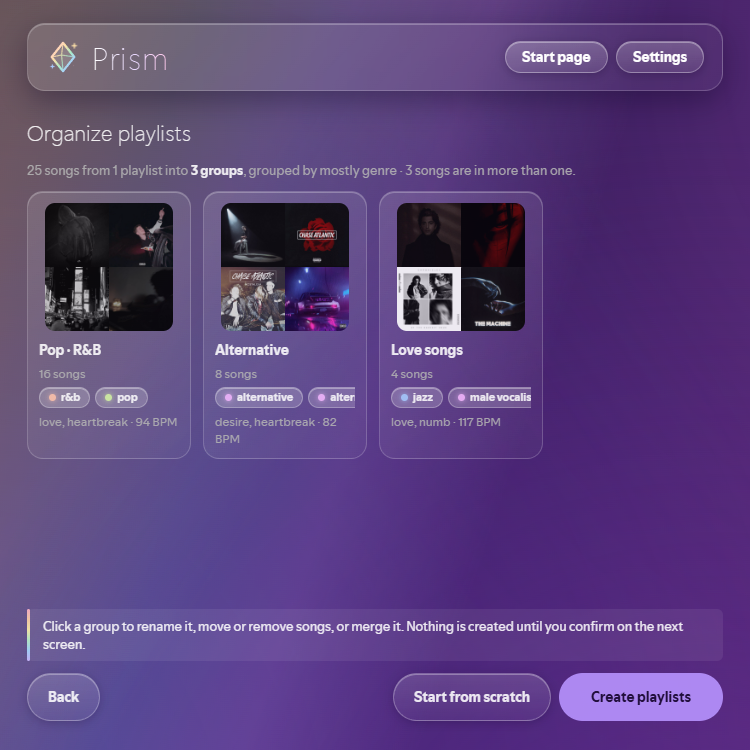 Prism
Start page
Settings
Organize playlists
25 songs from 1 playlist into 3 groups, grouped by mostly genre · 3 songs are in more than one.
CHASE ATLANTIC
CHASE ATLANTIC
THE MACHINE
Pop · R&B
Alternative
Love songs
16 songs
8 songs
4 songs
r&b
pop
alternative
alter
jazz
male vocalis
love, heartbreak · 94 BPM
desire, heartbreak · 82
BPM
love, numb · 117 BPM
Click a group to rename it, move or remove songs, or merge it. Nothing is created until you confirm on the next
screen.
Back
Start from scratch
Create playlists